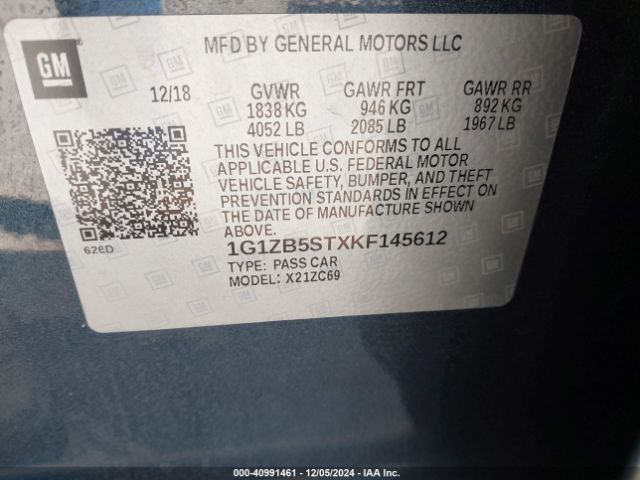 GM
MFD BY GENERAL MOTORS LLC
12/18 GVWR GAWR FRT GAWR RR
1838 KG 946 KG 892 KG
4052 LB 2085 LB 1967 LB
THIS VEHICLE CONFORMS TO ALL
APPLICABLE U.S. FEDERAL MOTOR
VEHICLE SAFETY, BUMPER, AND THEFT
PREVENTION STANDARDS IN EFFECT ON
THE DATE OF MANUFACTURE SHOWN
ABOVE.
626D
1G1ZB5STXKF145612
TYPE: PASS CAR
MODEL: X21ZC69
000-40991461 - 12/05/2024 - IAA Inc.